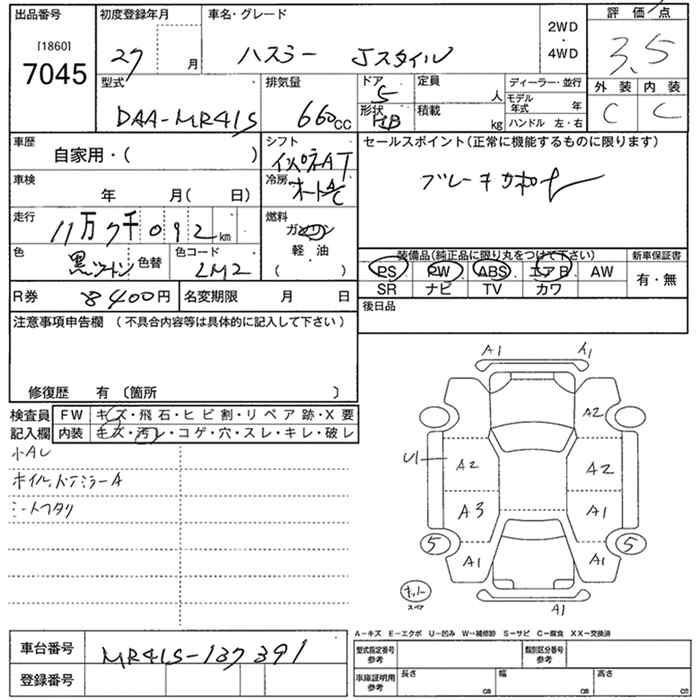 出品番号
[1860]
7045
初度登録年月
27 月
車名・グレード
ハスラー Jスタイル
2WD
・
4WD
評価点
3.5
外装 内装
C C
型式
DAA-MR41S
排気量
660cc
ドア
5
形状
HB
定員
人
積載
kg
ディーラー・並行
モデル年式 年
ハンドル 左・右
車歴
自家用・( )
車検
年 月( 日)
走行
11万7千092km
色
黒ツートン 色替
色コード
2M2
シフト
インパネAT
冷房
オートA/C
燃料
ガソリン
軽・油
( )
セールスポイント(正常に機能するものに限ります)
ブレーキサポート
装備品(純正品に限り丸をつけて下さい)
PS PW ABS エアB AW
SR ナビ TV カワ
新車保証書
有・無
R券 8400円 名変期限 月 日
後日品
注意事項申告欄 (不具合内容等は具体的に記入して下さい)
修復歴 有 〔箇所 〕
検査員記入欄
FW キズ・飛石・ヒビ割・リペア跡・X要
内装 キズ・汚レ・コゲ・穴・スレ・キレ・破レ
小AU
ホイル、ドアミラーA
シートフタリ
A1 A1
A2
U1 A2 A2
A3 A1
5 A1 A1 5
キット
スペア
A1
A-キズ E-エクボ U-凹み W-補修跡 S-サビ C-腐食 XX-交換済
車台番号 MR41S-137391
登録番号
型式指定番号
参考
類別区分番号
参考
車庫証明用
参考
長さ cm 幅 cm 高さ cm